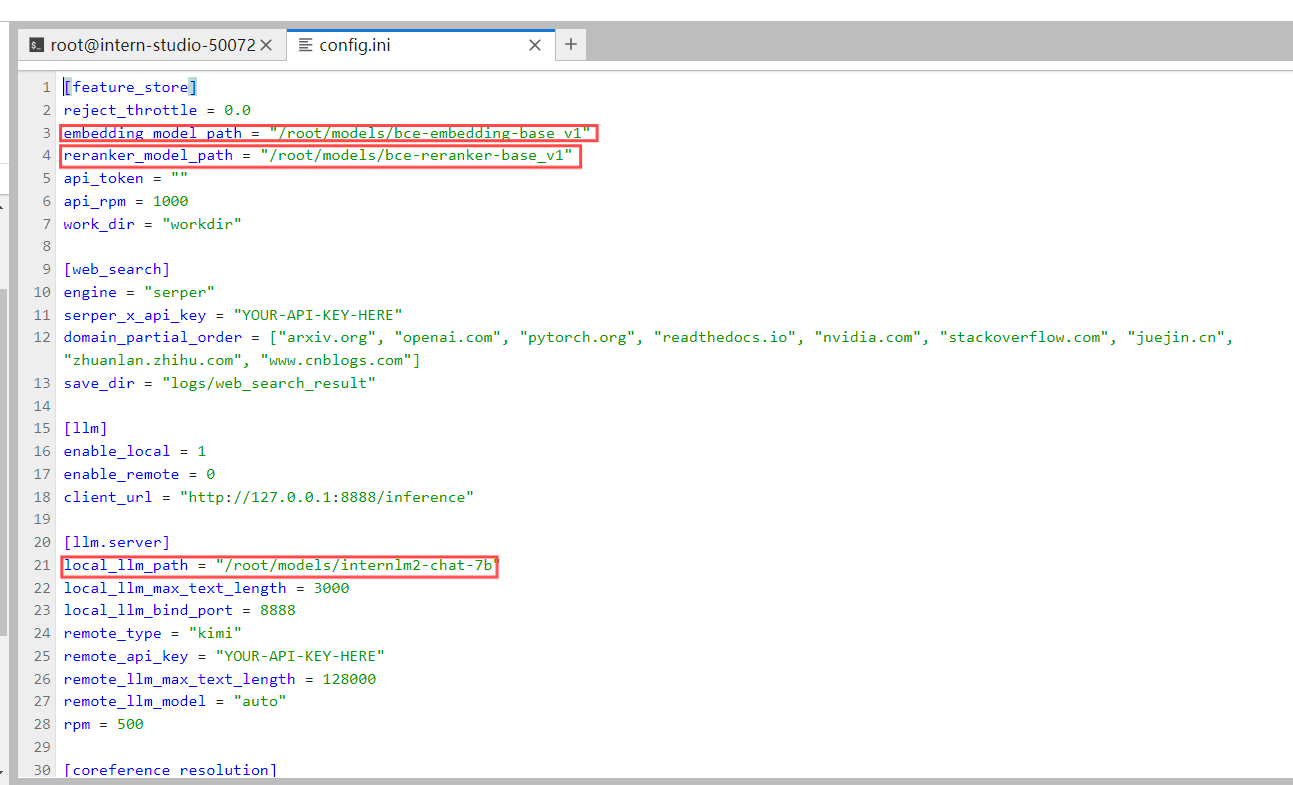 root@intern-studio-50072
config.ini
1 [feature_store]
2 reject_throttle = 0.0
3 embedding_model_path = "/root/models/bce-embedding-base_v1"
4 reranker_model_path = "/root/models/bce-reranker-base_v1"
5 api_token = ""
6 api_rpm = 1000
7 work_dir = "workdir"
8
9 [web_search]
10 engine = "serper"
11 serper_x_api_key = "YOUR-API-KEY-HERE"
12 domain_partial_order = ["arxiv.org", "openai.com", "pytorch.org", "readthedocs.io", "nvidia.com", "stackoverflow.com", "juejin.cn",
"zhuanlan.zhihu.com", "www.cnblogs.com"]
13 save_dir = "logs/web_search_result"
14
15 [llm]
16 enable_local = 1
17 enable_remote = 0
18 client_url = "http://127.0.0.1:8888/inference"
19
20 [llm.server]
21 local_llm_path = "/root/models/internlm2-chat-7b"
22 local_llm_max_text_length = 3000
23 local_llm_bind_port = 8888
24 remote_type = "kimi"
25 remote_api_key = "YOUR-API-KEY-HERE"
26 remote_llm_max_text_length = 128000
27 remote_llm_model = "auto"
28 rpm = 500
29
30 [coreference_resolution]